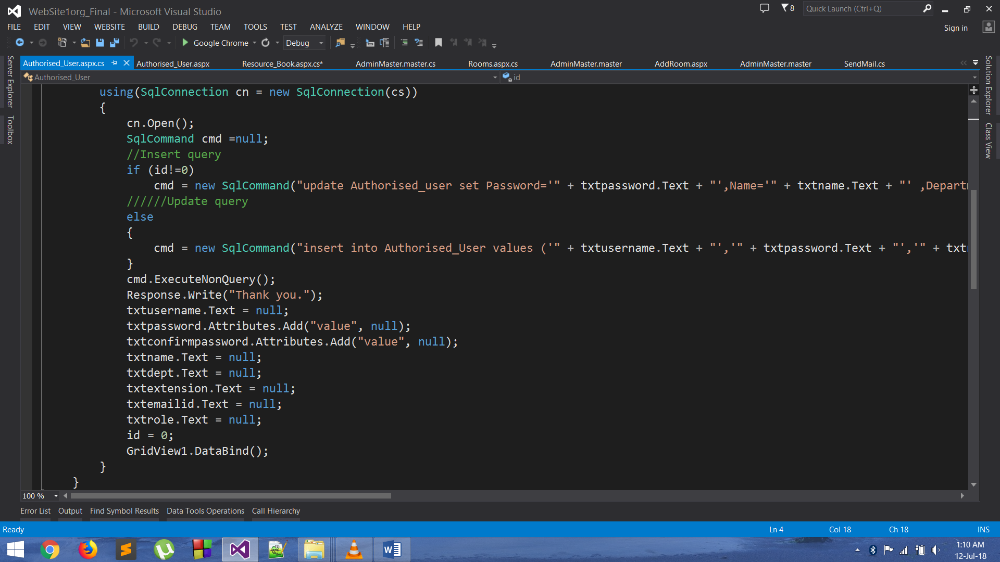 WebSite1org_Final - Microsoft Visual Studio
8
Quick Launch (Ctrl+Q)
FILE EDIT VIEW WEBSITE BUILD DEBUG TEAM TOOLS TEST ANALYZE WINDOW HELP
Sign in
Google Chrome
Debug
Server Explorer
Toolbox
Authorised_User.aspx.cs Authorised_User.aspx Resource_Book.aspx.cs* AdminMaster.master.cs Rooms.aspx.cs AdminMaster.master AddRoom.aspx AdminMaster.master SendMail.cs
Authorised_User
id
using(SqlConnection cn = new SqlConnection(cs))
{
cn.Open();
SqlCommand cmd =null;
//Insert query
if (id!=0)
cmd = new SqlCommand("update Authorised_user set Password='" + txtpassword.Text + "',Name='" + txtname.Text + "' ,Depart
//////Update query
else
{
cmd = new SqlCommand("insert into Authorised_User values ('" + txtusername.Text + "','" + txtpassword.Text + "','" + txt
}
cmd.ExecuteNonQuery();
Response.Write("Thank you.");
txtusername.Text = null;
txtpassword.Attributes.Add("value", null);
txtconfirmpassword.Attributes.Add("value", null);
txtname.Text = null;
txtdept.Text = null;
txtextension.Text = null;
txtemailid.Text = null;
txtrole.Text = null;
id = 0;
GridView1.DataBind();
}
}
Solution Explorer
Class View
100 %
Error List Output Find Symbol Results Data Tools Operations Call Hierarchy
Ready
Ln 4 Col 18 Ch 18 INS
1:10 AM
12-Jul-18